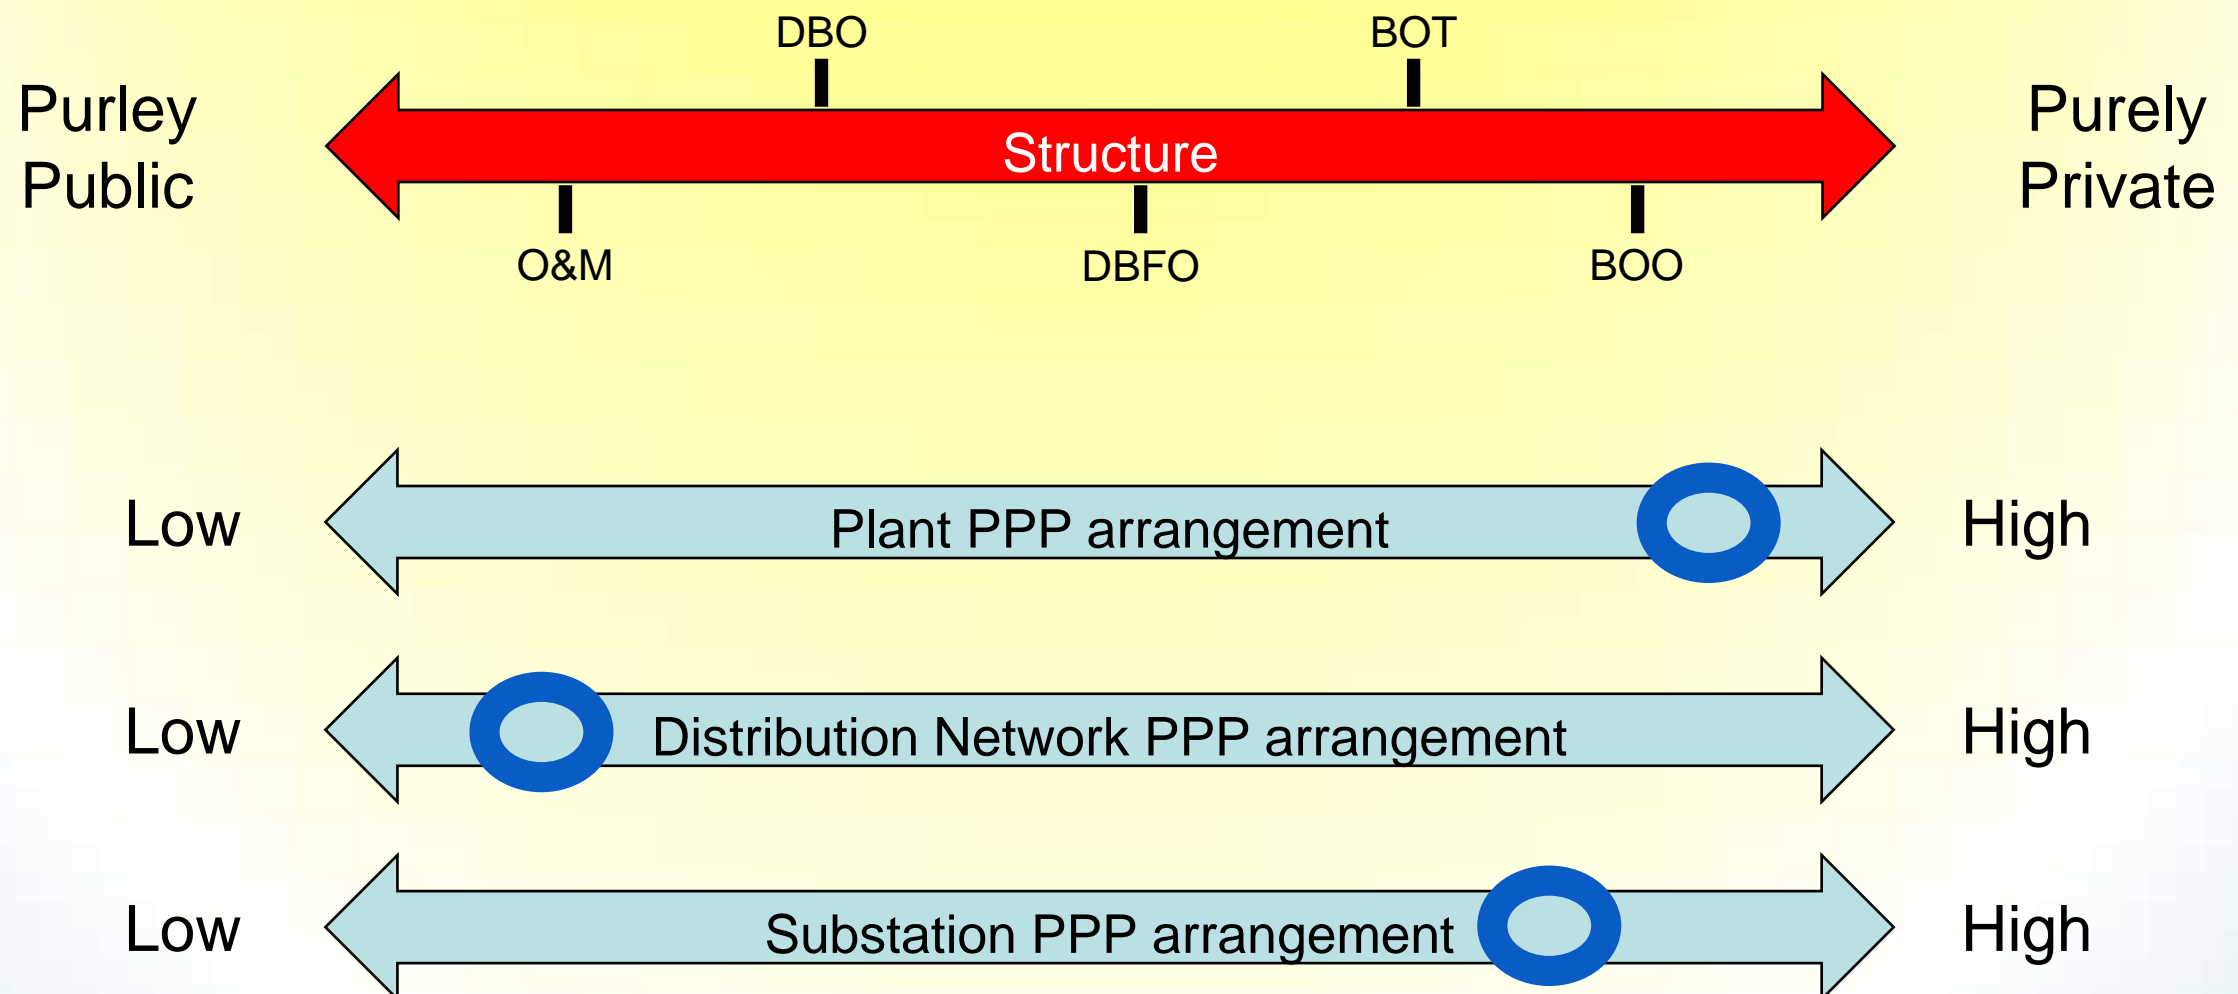 DBO
BOT
Purley
Public
Structure
Purely
Private
O&M
DBFO
BOO
Low
Plant PPP arrangement
High
Low
Distribution Network PPP arrangement
High
Low
Substation PPP arrangement
High